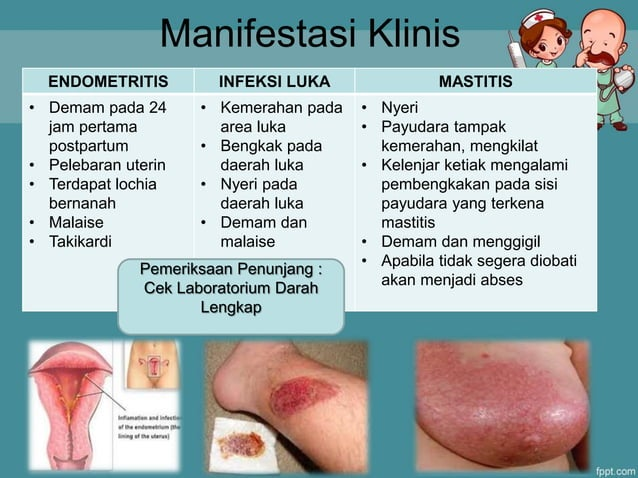 Manifestasi Klinis
ENDOMETRITIS
• Demam pada 24
jam pertama
postpartum
• Pelebaran uterin
• Terdapat lochia
bernanah
• Malaise
• Takikardi
INFEKSI LUKA
• Kemerahan pada
area luka
• Bengkak pada
daerah luka
• Nyeri pada
daerah luka
• Demam dan
malaise
MASTITIS
• Nyeri
• Payudara tampak
kemerahan, mengkilat
• Kelenjar ketiak mengalami
pembengkakan pada sisi
payudara yang terkena
mastitis
• Demam dan menggigil
• Apabila tidak segera diobati
akan menjadi abses
Pemeriksaan Penunjang :
Cek Laboratorium Darah
Lengkap
Inflamation and infection
of the endometrium (the
lining of the uterus)
fppt.com